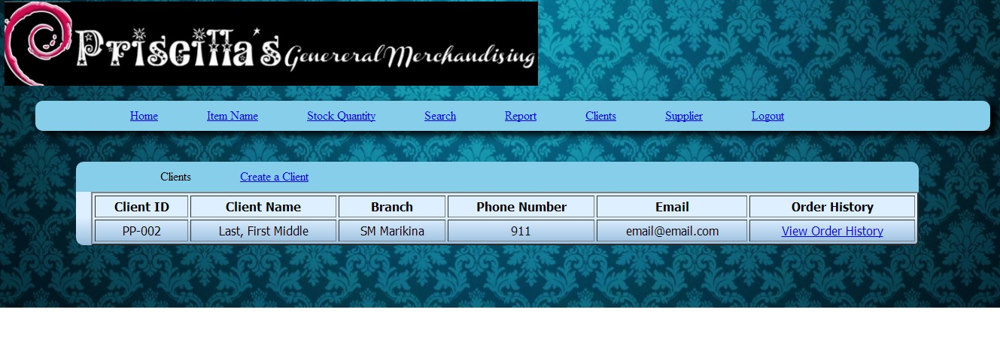 Priscilla's Genereral Merchandising
Home Item Name Stock Quantity Search Report Clients Supplier Logout
Clients Create a Client
Client ID Client Name Branch Phone Number Email Order History
PP-002 Last, First Middle SM Marikina 911 email@email.com View Order History